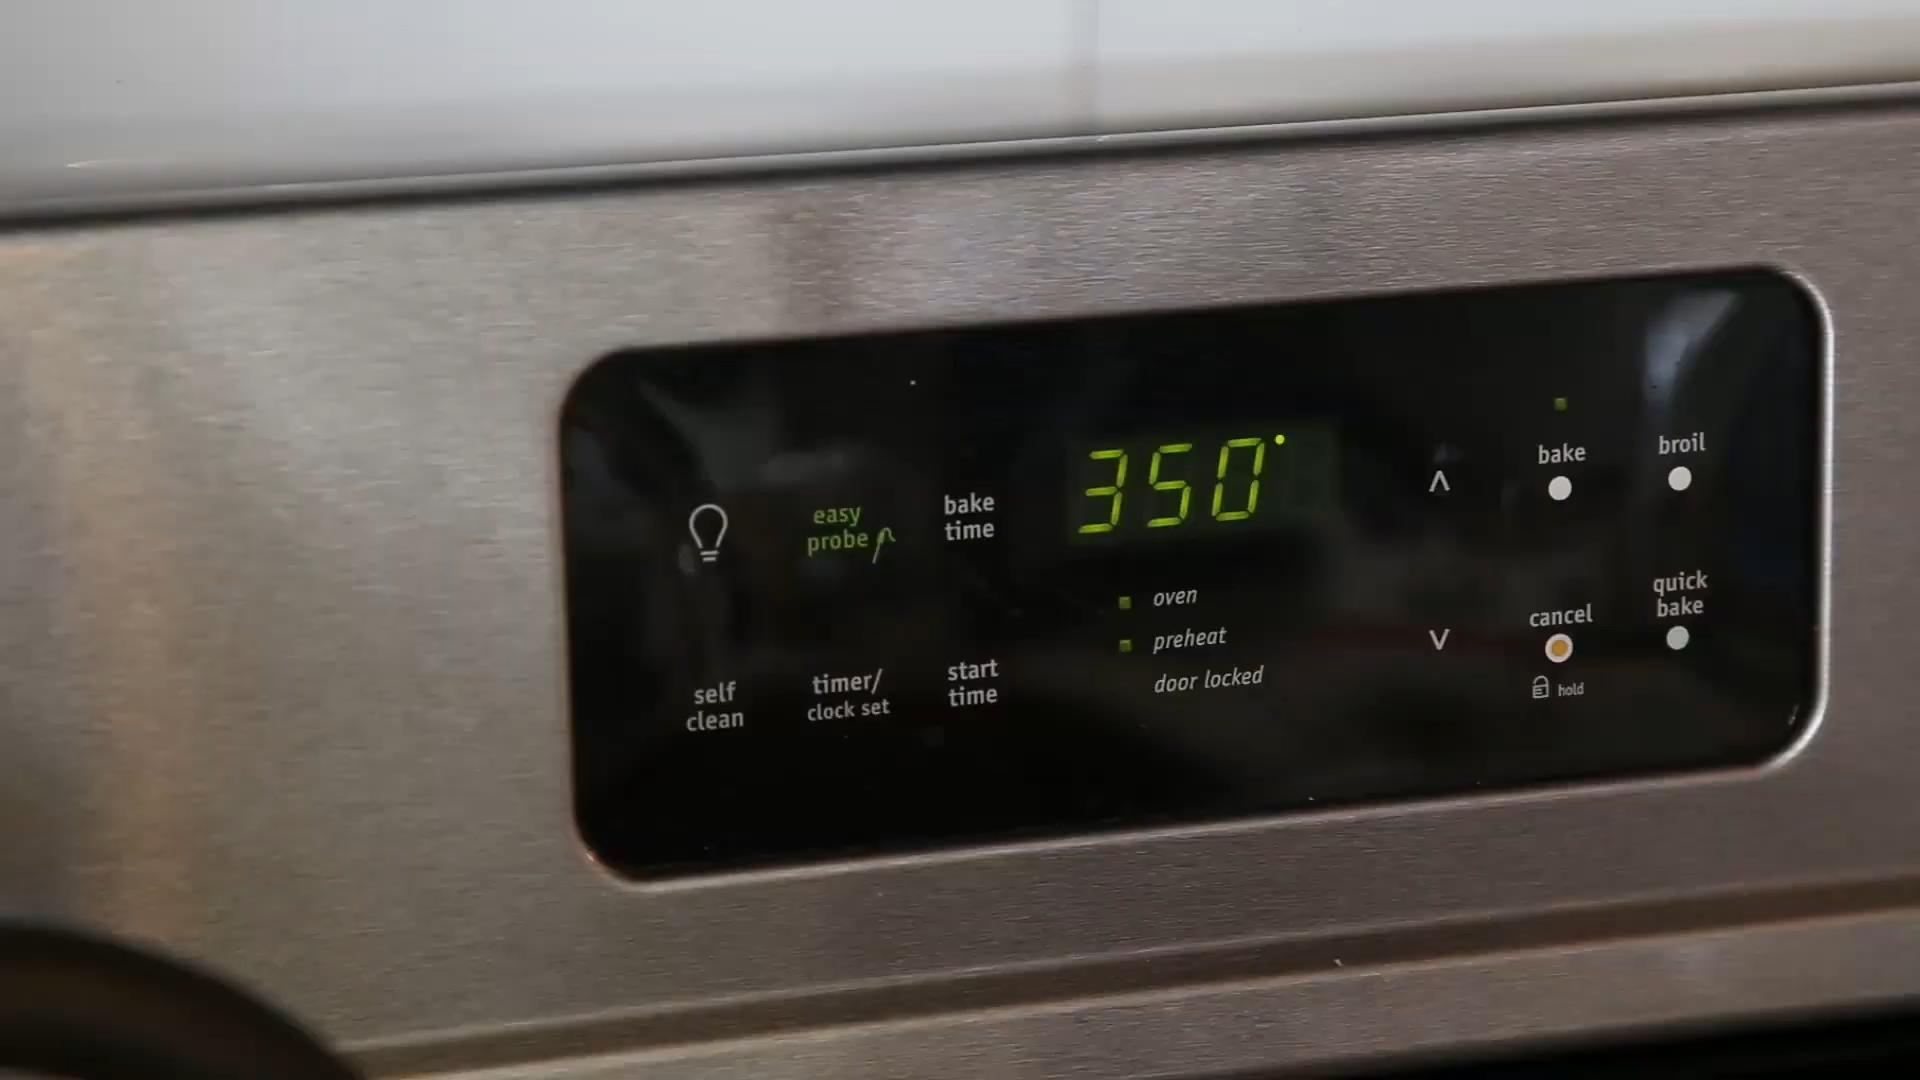 350°
easy
probe
bake
time
bake
broil
oven
preheat
door locked
self
clean
timer/
clock set
start
time
cancel
hold
quick
bake